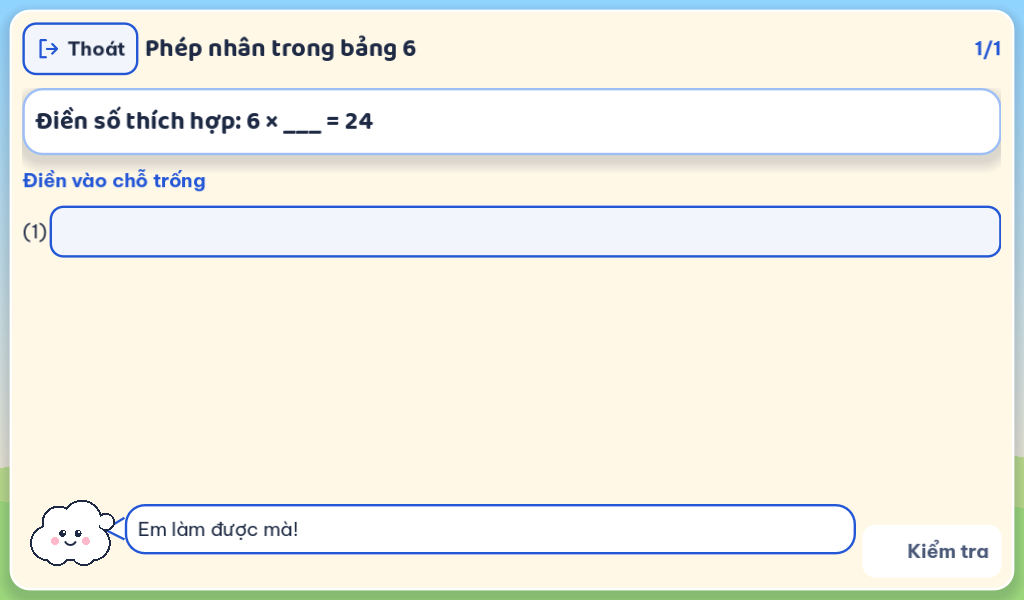 Thoát
Phép nhân trong bảng 6
1/1
Điền số thích hợp: 6 × ___ = 24
Điền vào chỗ trống
(1)
Em làm được mà!
Kiểm tra